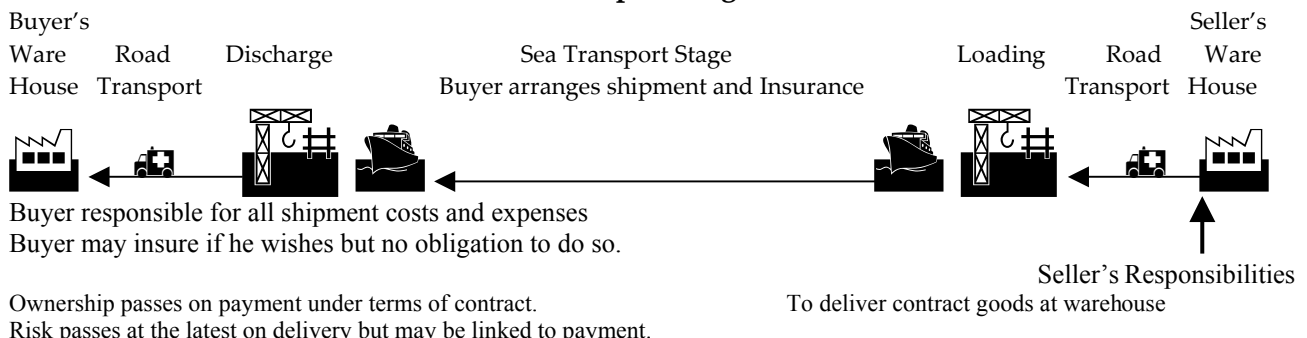 Buyer's Seller's
Ware Road Discharge Sea Transport Stage Loading Road Ware
House Transport Buyer arranges shipment and Insurance Transport House
Buyer responsible for all shipment costs and expenses
Buyer may insure if he wishes but no obligation to do so.
Seller's Responsibilities
Ownership passes on payment under terms of contract. To deliver contract goods at warehouse
Risk passes at the latest on delivery but may be linked to payment.